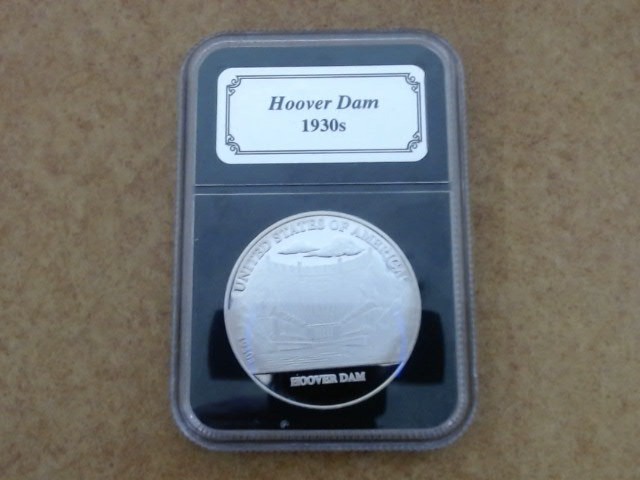 Hoover Dam
1930s
UNITED STATES OF AMERICA
HOOVER DAM